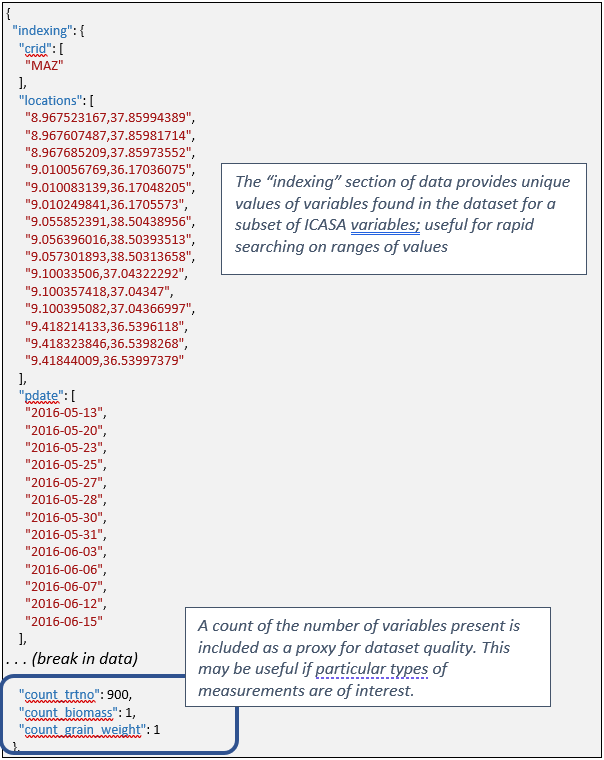 {
"indexing": {
"crid": [
"MAZ"
],
"locations": [
"8.967523167,37.85994389",
"8.967607487,37.85981714",
"8.967685209,37.85973552",
"9.010056769,36.17036075",
"9.010083139,36.17048205",
"9.010249841,36.1705573",
"9.055852391,38.50438956",
"9.056396016,38.50393513",
"9.057301893,38.50313658",
"9.10033506,37.04322292",
"9.100357418,37.04347",
"9.100395082,37.04366997",
"9.418214133,36.5396118",
"9.418323846,36.5398268",
"9.41844009,36.53997379"
],
"pdate": [
"2016-05-13",
"2016-05-20",
"2016-05-23",
"2016-05-25",
"2016-05-27",
"2016-05-28",
"2016-05-30",
"2016-05-31",
"2016-06-03",
"2016-06-06",
"2016-06-07",
"2016-06-12",
"2016-06-15"
],
. . . (break in data)
"count_trtno": 900,
"count_biomass": 1,
"count_grain_weight": 1
},
The “indexing” section of data provides unique
values of variables found in the dataset for a
subset of ICASA variables; useful for rapid
searching on ranges of values
A count of the number of variables present is
included as a proxy for dataset quality. This
may be useful if particular types of
measurements are of interest.